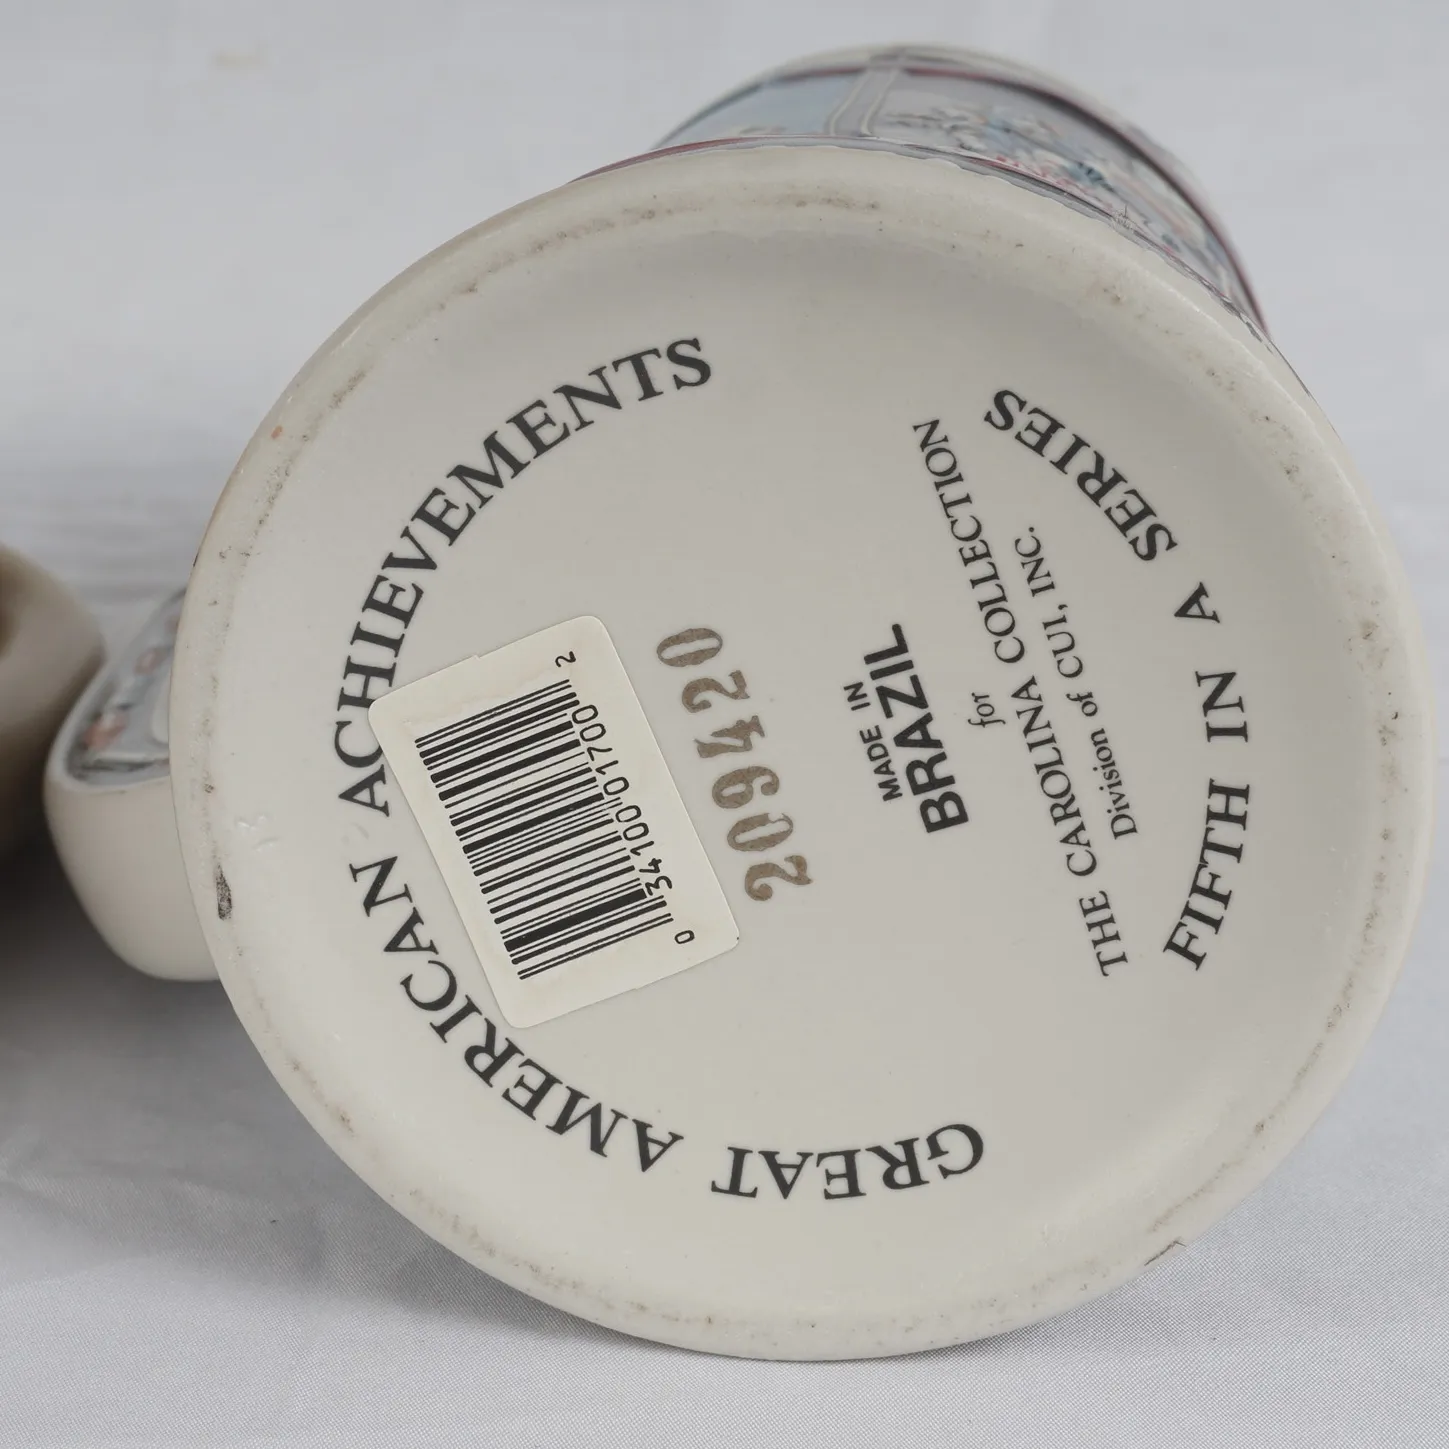 GREAT AMERICAN ACHIEVEMENTS
0 34100 01700 2
209420
MADE IN
BRAZIL
for
THE CAROLINA COLLECTION
Division of CUI, INC.
FIFTH IN A SERIES